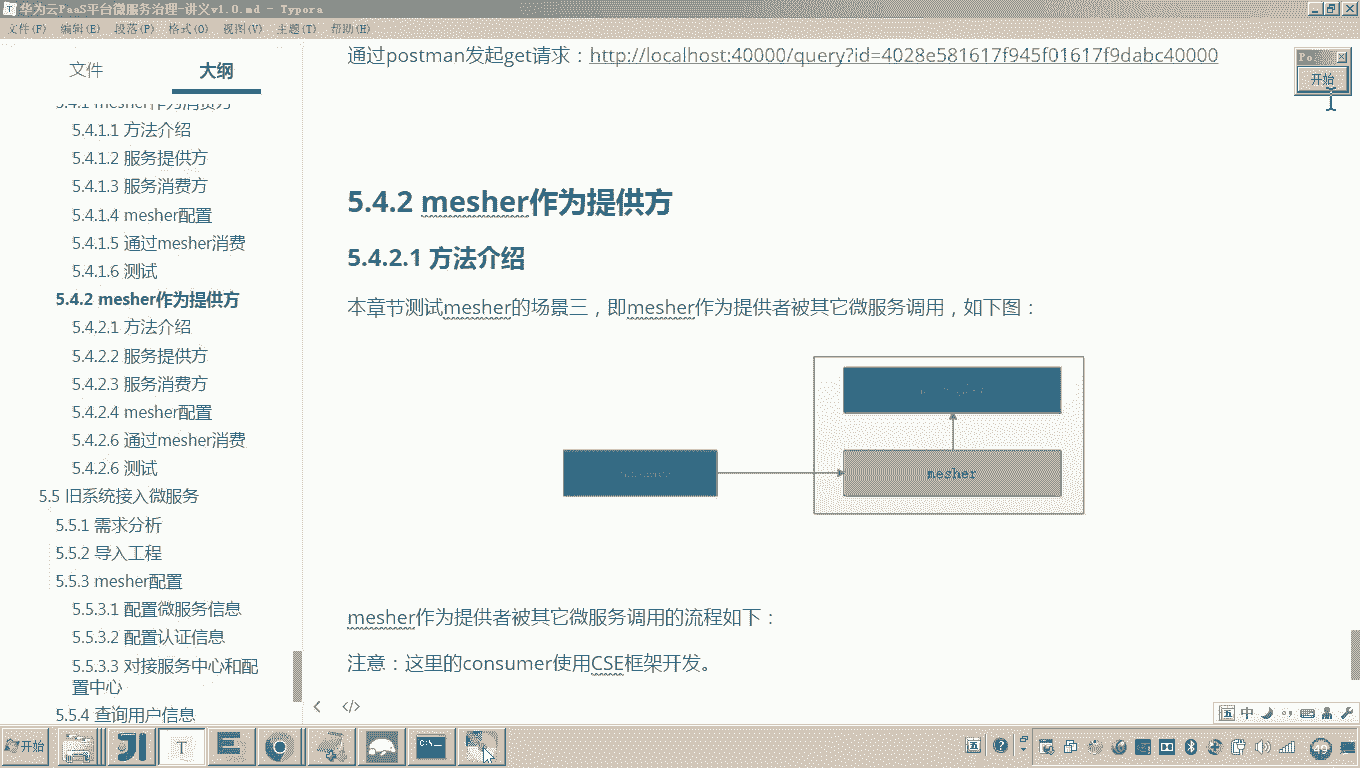 华为云PaaS平台微服务治理-讲义v1.0.md - Typora
文件(F) 编辑(E) 段落(P) 格式(O) 视图(V) 主题(T) 帮助(H)
文件 大纲
5.4.1 mesher作为消费方
5.4.1.1 方法介绍
5.4.1.2 服务提供方
5.4.1.3 服务消费方
5.4.1.4 mesher配置
5.4.1.5 通过mesher消费
5.4.1.6 测试
5.4.2 mesher作为提供方
5.4.2.1 方法介绍
5.4.2.2 服务提供方
5.4.2.3 服务消费方
5.4.2.4 mesher配置
5.4.2.6 通过mesher消费
5.4.2.6 测试
5.5 旧系统接入微服务
5.5.1 需求分析
5.5.2 导入工程
5.5.3 mesher配置
5.5.3.1 配置微服务信息
5.5.3.2 配置认证信息
5.5.3.3 对接服务中心和配
置中心
5.5.4 查询用户信息
通过postman发起get请求：http://localhost:40000/query?id=4028e581617f945f01617f9dabc40000
Po
开始
5.4.2 mesher作为提供方
5.4.2.1 方法介绍
本章节测试mesher的场景三，即mesher作为提供者被其它微服务调用，如下图：
mesher
mesher作为提供者被其它微服务调用的流程如下：
注意：这里的consumer使用CSE框架开发。
</>
五 中
开始
49